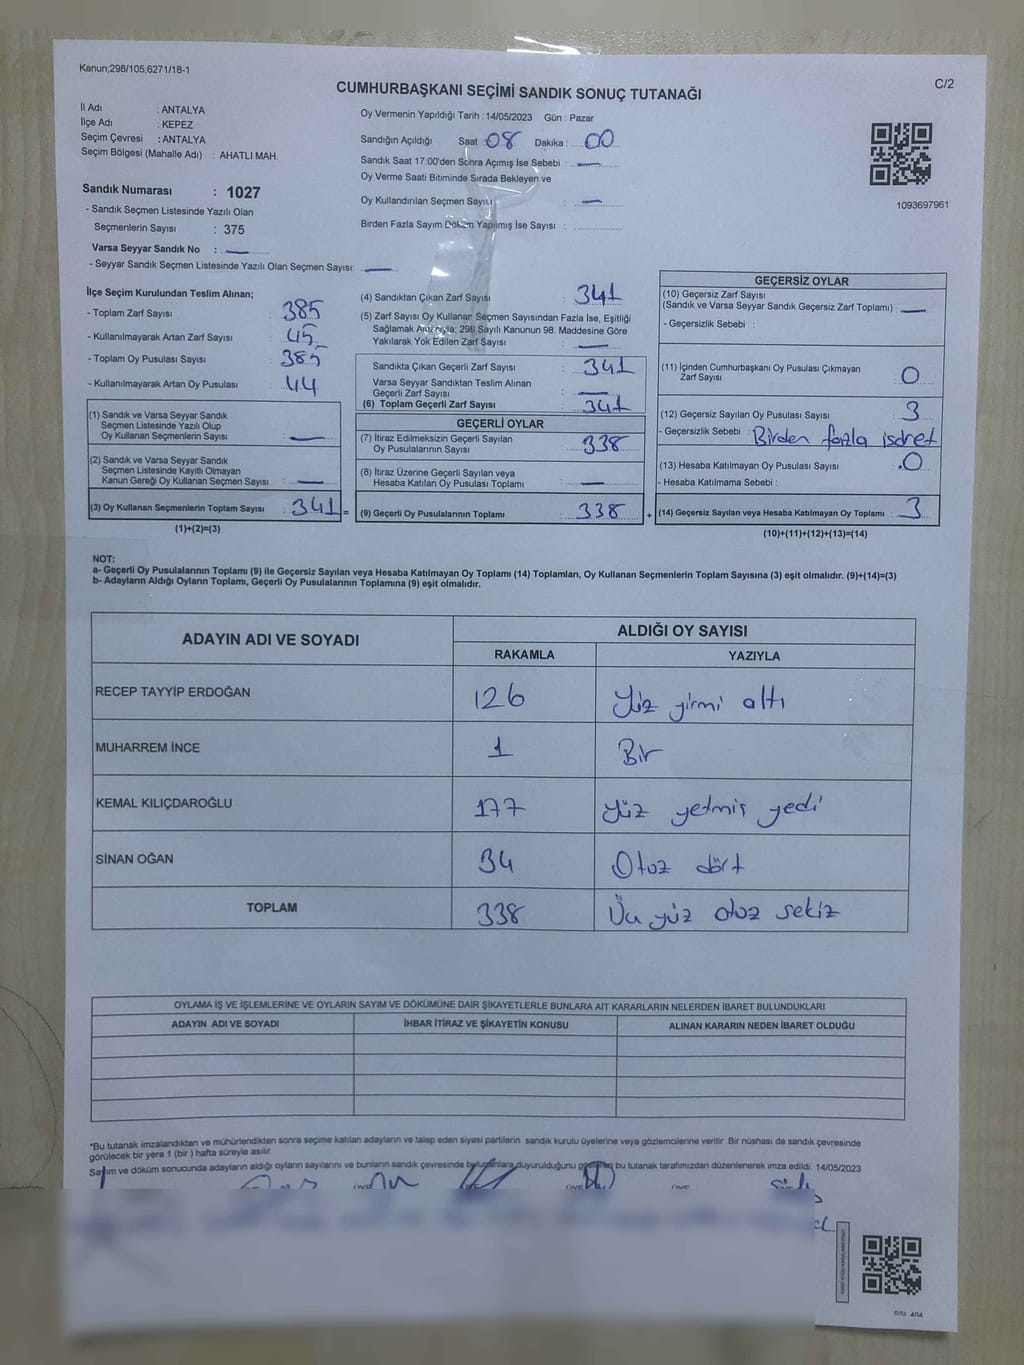 Kanun;298/105;6271/18-1
C/2
CUMHURBAŞKANI SEÇİMİ SANDIK SONUÇ TUTANAĞI
İl Adı : ANTALYA
İlçe Adı : KEPEZ
Seçim Çevresi : ANTALYA
Seçim Bölgesi (Mahalle Adı) : AHATLI MAH.
Sandık Numarası : 1027
- Sandık Seçmen Listesinde Yazılı Olan
Seçmenlerin Sayısı : 375
Varsa Seyyar Sandık No : —
- Seyyar Sandık Seçmen Listesinde Yazılı Olan Seçmen Sayısı: —
Oy Vermenin Yapıldığı Tarih : 14/05/2023 Gün : Pazar
Sandığın Açıldığı Saat : 08 Dakika : 00
Sandık Saat 17:00'den Sonra Açımış İse Sebebi : —
Oy Verme Saati Bitiminde Sırada Bekleyen ve
Oy Kullandırılan Seçmen Sayısı : —
Birden Fazla Sayım Döküm Yapılmış İse Sayısı :
1093697961
İlçe Seçim Kurulundan Teslim Alınan;
- Toplam Zarf Sayısı : 385
- Kullanılmayarak Artan Zarf Sayısı : 45
- Toplam Oy Pusulası Sayısı : 385
- Kullanılmayarak Artan Oy Pusulası : 44
(1) Sandık ve Varsa Seyyar Sandık
Seçmen Listesinde Yazılı Olup
Oy Kullanan Seçmenlerin Sayısı : —
(2) Sandık ve Varsa Seyyar Sandık
Seçmen Listesinde Kayıtlı Olmayan
Kanun Gereği Oy Kullanan Seçmen Sayısı : —
(3) Oy Kullanan Seçmenlerin Toplam Sayısı : 341 =
(1)+(2)=(3)
(4) Sandıktan Çıkan Zarf Sayısı : 341
(5) Zarf Sayısı Oy Kullanan Seçmen Sayısından Fazla İse, Eşitliği
Sağlamak Amacıyla; 298 Sayılı Kanunun 98. Maddesine Göre
Yakılarak Yok Edilen Zarf Sayısı : —
Sandıkta Çıkan Geçerli Zarf Sayısı : 341
Varsa Seyyar Sandıktan Teslim Alınan
Geçerli Zarf Sayısı : —
(6) Toplam Geçerli Zarf Sayısı : 341
GEÇERLİ OYLAR
(7) İtiraz Edilmeksizin Geçerli Sayılan
Oy Pusulalarının Sayısı : 338
(8) İtiraz Üzerine Geçerli Sayılan veya
Hesaba Katılan Oy Pusulası Toplamı : —
(9) Geçerli Oy Pusulalarının Toplamı : 338 +
GEÇERSİZ OYLAR
(10) Geçersiz Zarf Sayısı
(Sandık ve Varsa Seyyar Sandık Geçersiz Zarf Toplamı) : —
- Geçersizlik Sebebi :
(11) İçinden Cumhurbaşkanı Oy Pusulası Çıkmayan
Zarf Sayısı : 0
(12) Geçersiz Sayılan Oy Pusulası Sayısı : 3
- Geçersizlik Sebebi : Birden fazla isaret
(13) Hesaba Katılmayan Oy Pusulası Sayısı : 0
- Hesaba Katılmama Sebebi :
(14) Geçersiz Sayılan veya Hesaba Katılmayan Oy Toplamı : 3
(10)+(11)+(12)+(13)=(14)
NOT:
a- Geçerli Oy Pusulalarının Toplamı (9) ile Geçersiz Sayılan veya Hesaba Katılmayan Oy Toplamı (14) Toplamları, Oy Kullanan Seçmenlerin Toplam Sayısına (3) eşit olmalıdır. (9)+(14)=(3)
b- Adayların Aldığı Oyların Toplamı, Geçerli Oy Pusulalarının Toplamına (9) eşit olmalıdır.
ADAYIN ADI VE SOYADI
ALDIĞI OY SAYISI
RAKAMLA YAZIYLA
RECEP TAYYİP ERDOĞAN 126 Yüz yirmi altı
MUHARREM İNCE 1 Bir
KEMAL KILIÇDAROĞLU 177 Yüz yetmiş yedi
SİNAN OĞAN 34 Otuz dört
TOPLAM 338 Üç yüz otuz sekiz
OYLAMA İŞ VE İŞLEMLERİNE VE OYLARIN SAYIM VE DÖKÜMÜNE DAİR ŞİKAYETLERLE BUNLARA AİT KARARLARIN NELERDEN İBARET BULUNDUKLARI
ADAYIN ADI VE SOYADI İHBAR İTİRAZ VE ŞİKAYETİN KONUSU ALINAN KARARIN NEDEN İBARET OLDUĞU
*Bu tutanak imzalandıktan ve mühürlendikten sonra seçime katılan adayların ve talep eden siyasi partilerin sandık kurulu üyelerine veya gözlemcilerine verilir. Bir nüshası da sandık çevresinde
görülecek bir yere 1 (bir ) hafta süreyle asılır.
Sayım ve döküm sonucunda adayların aldığı oyların sayılarını ve bunların sandık çevresinde bulunanlara duyurulduğunu gösteren bu tutanak tarafımızdan düzenlenerek imza edildi. 14/05/2023